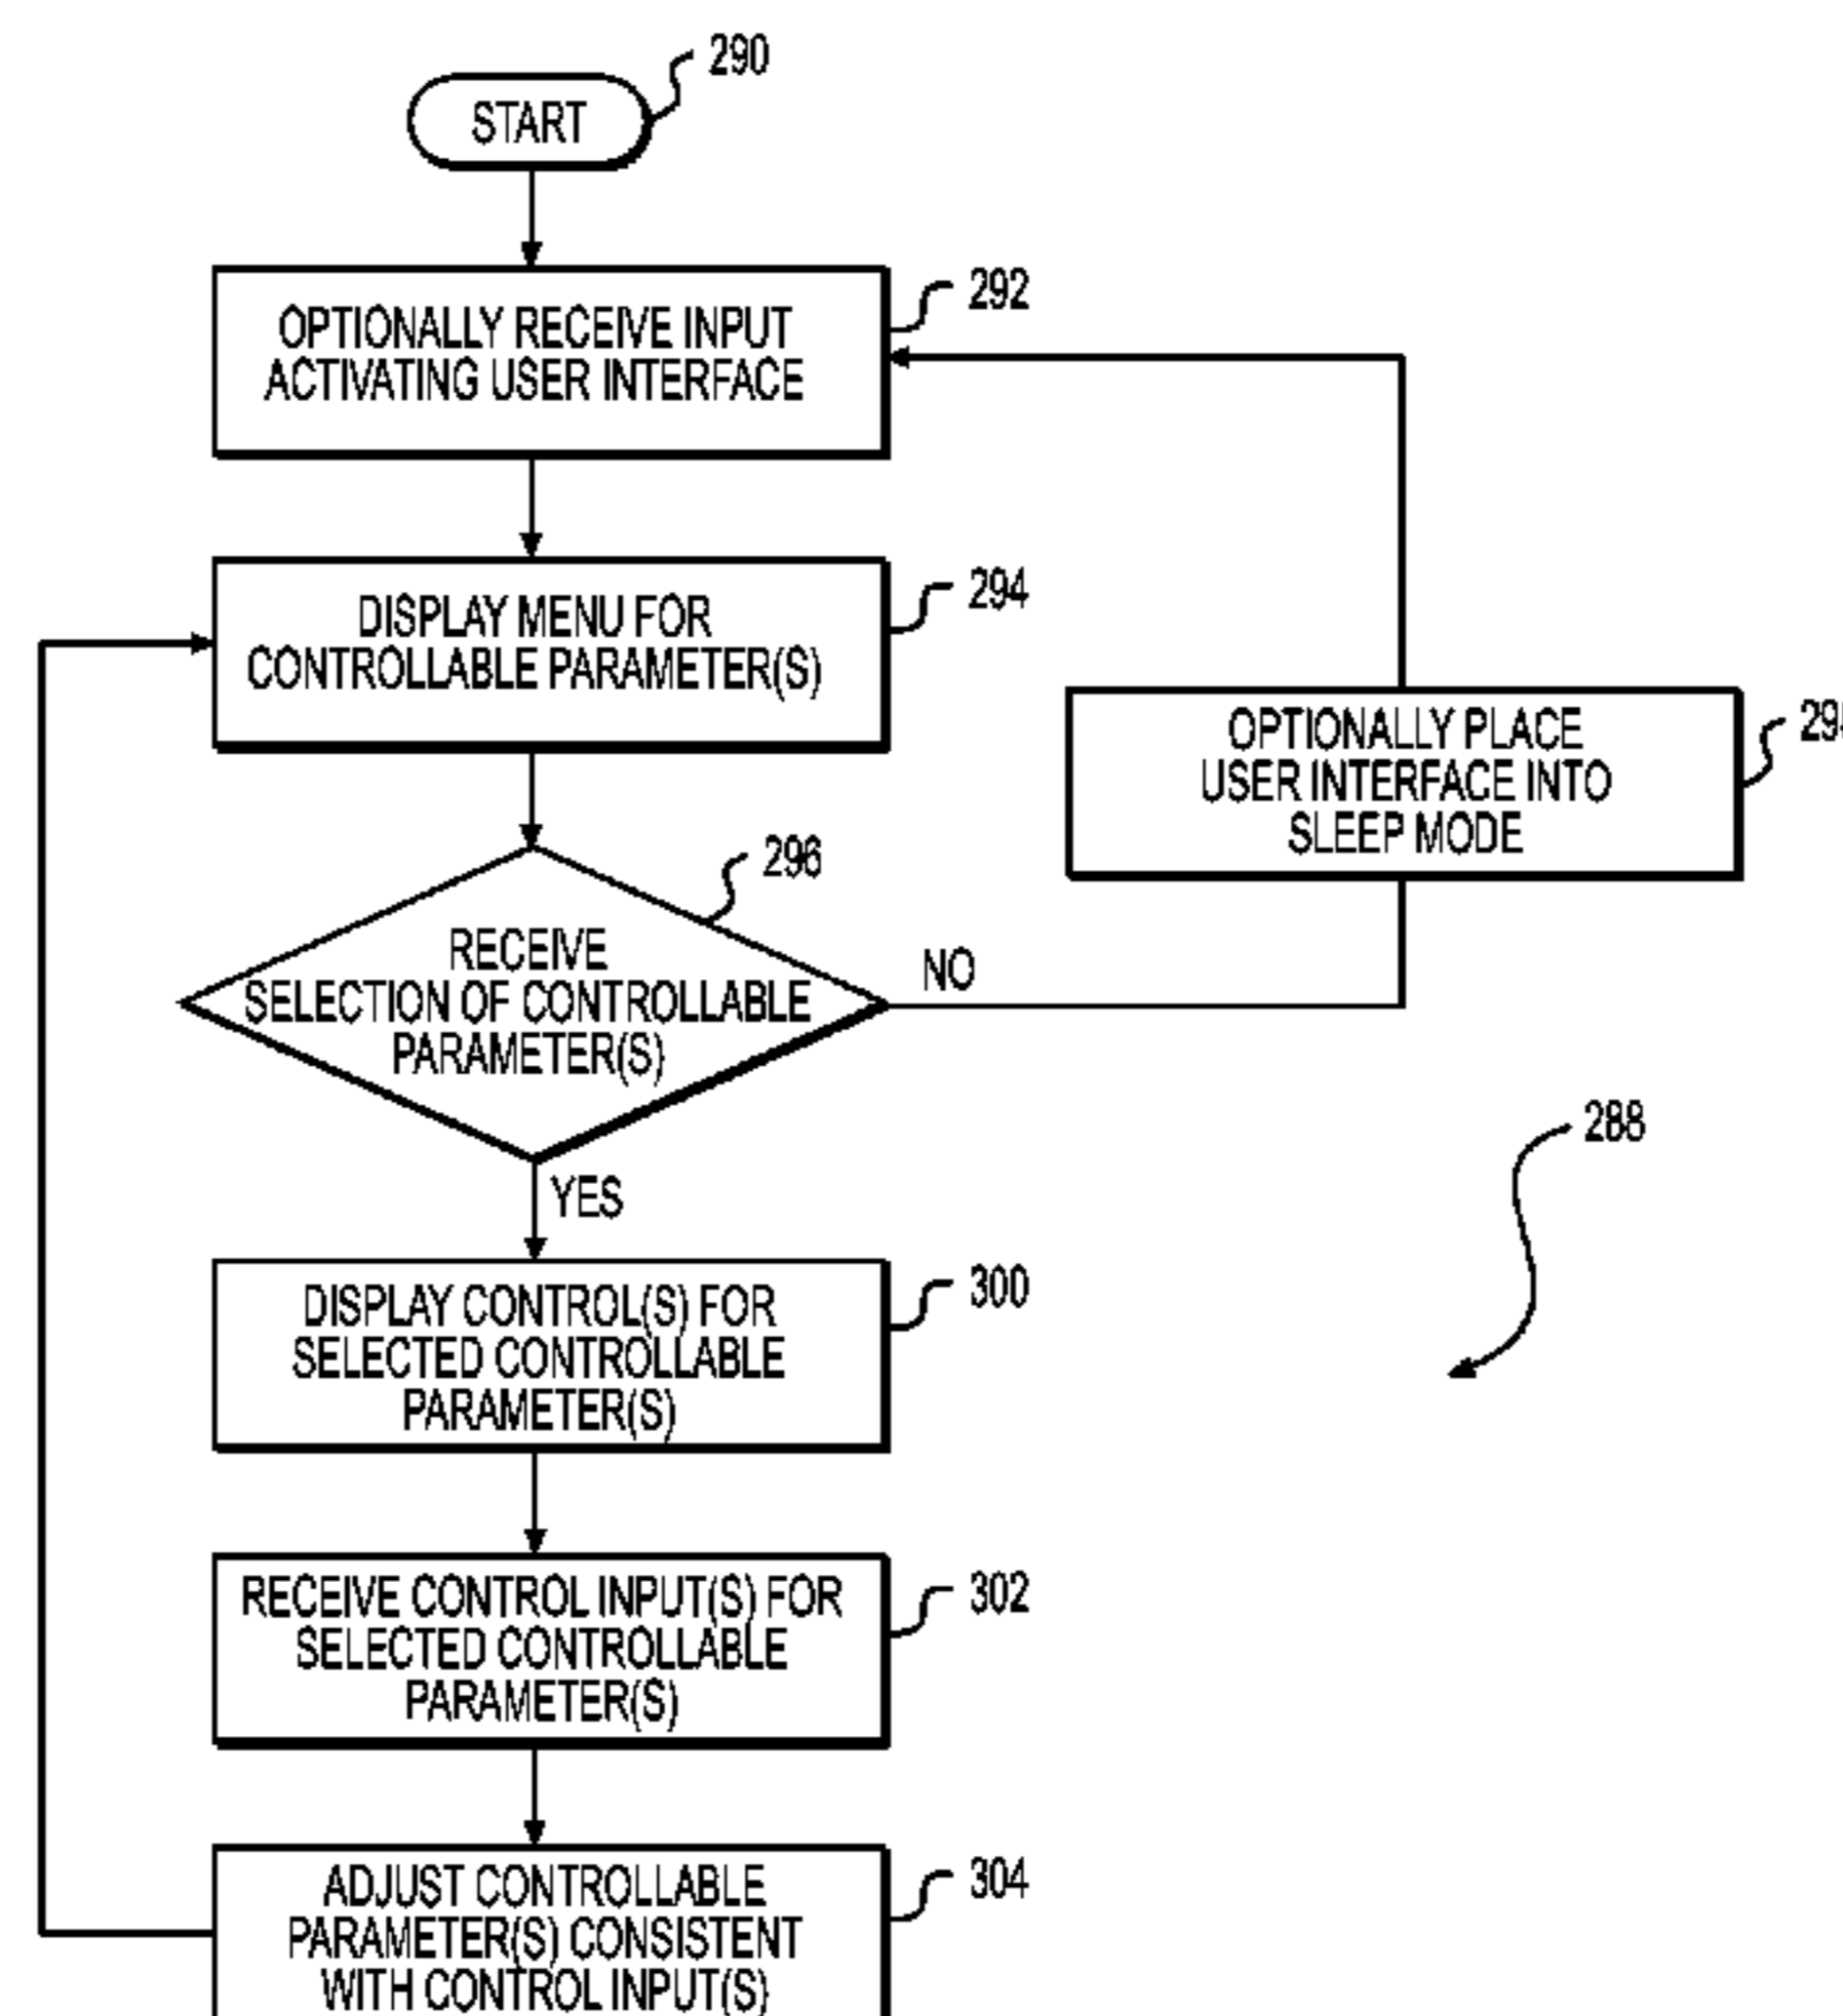 290
START
292
OPTIONALLY RECEIVE INPUT
ACTIVATING USER INTERFACE
294
DISPLAY MENU FOR
CONTROLLABLE PARAMETER(S)
OPTIONALLY PLACE
USER INTERFACE INTO
SLEEP MODE
296
RECEIVE
SELECTION OF CONTROLLABLE
PARAMETER(S)
NO
288
YES
300
DISPLAY CONTROL(S) FOR
SELECTED CONTROLLABLE
PARAMETER(S)
302
RECEIVE CONTROL INPUT(S) FOR
SELECTED CONTROLLABLE
PARAMETER(S)
304
ADJUST CONTROLLABLE
PARAMETER(S) CONSISTENT
WITH CONTROL INPUT(S)